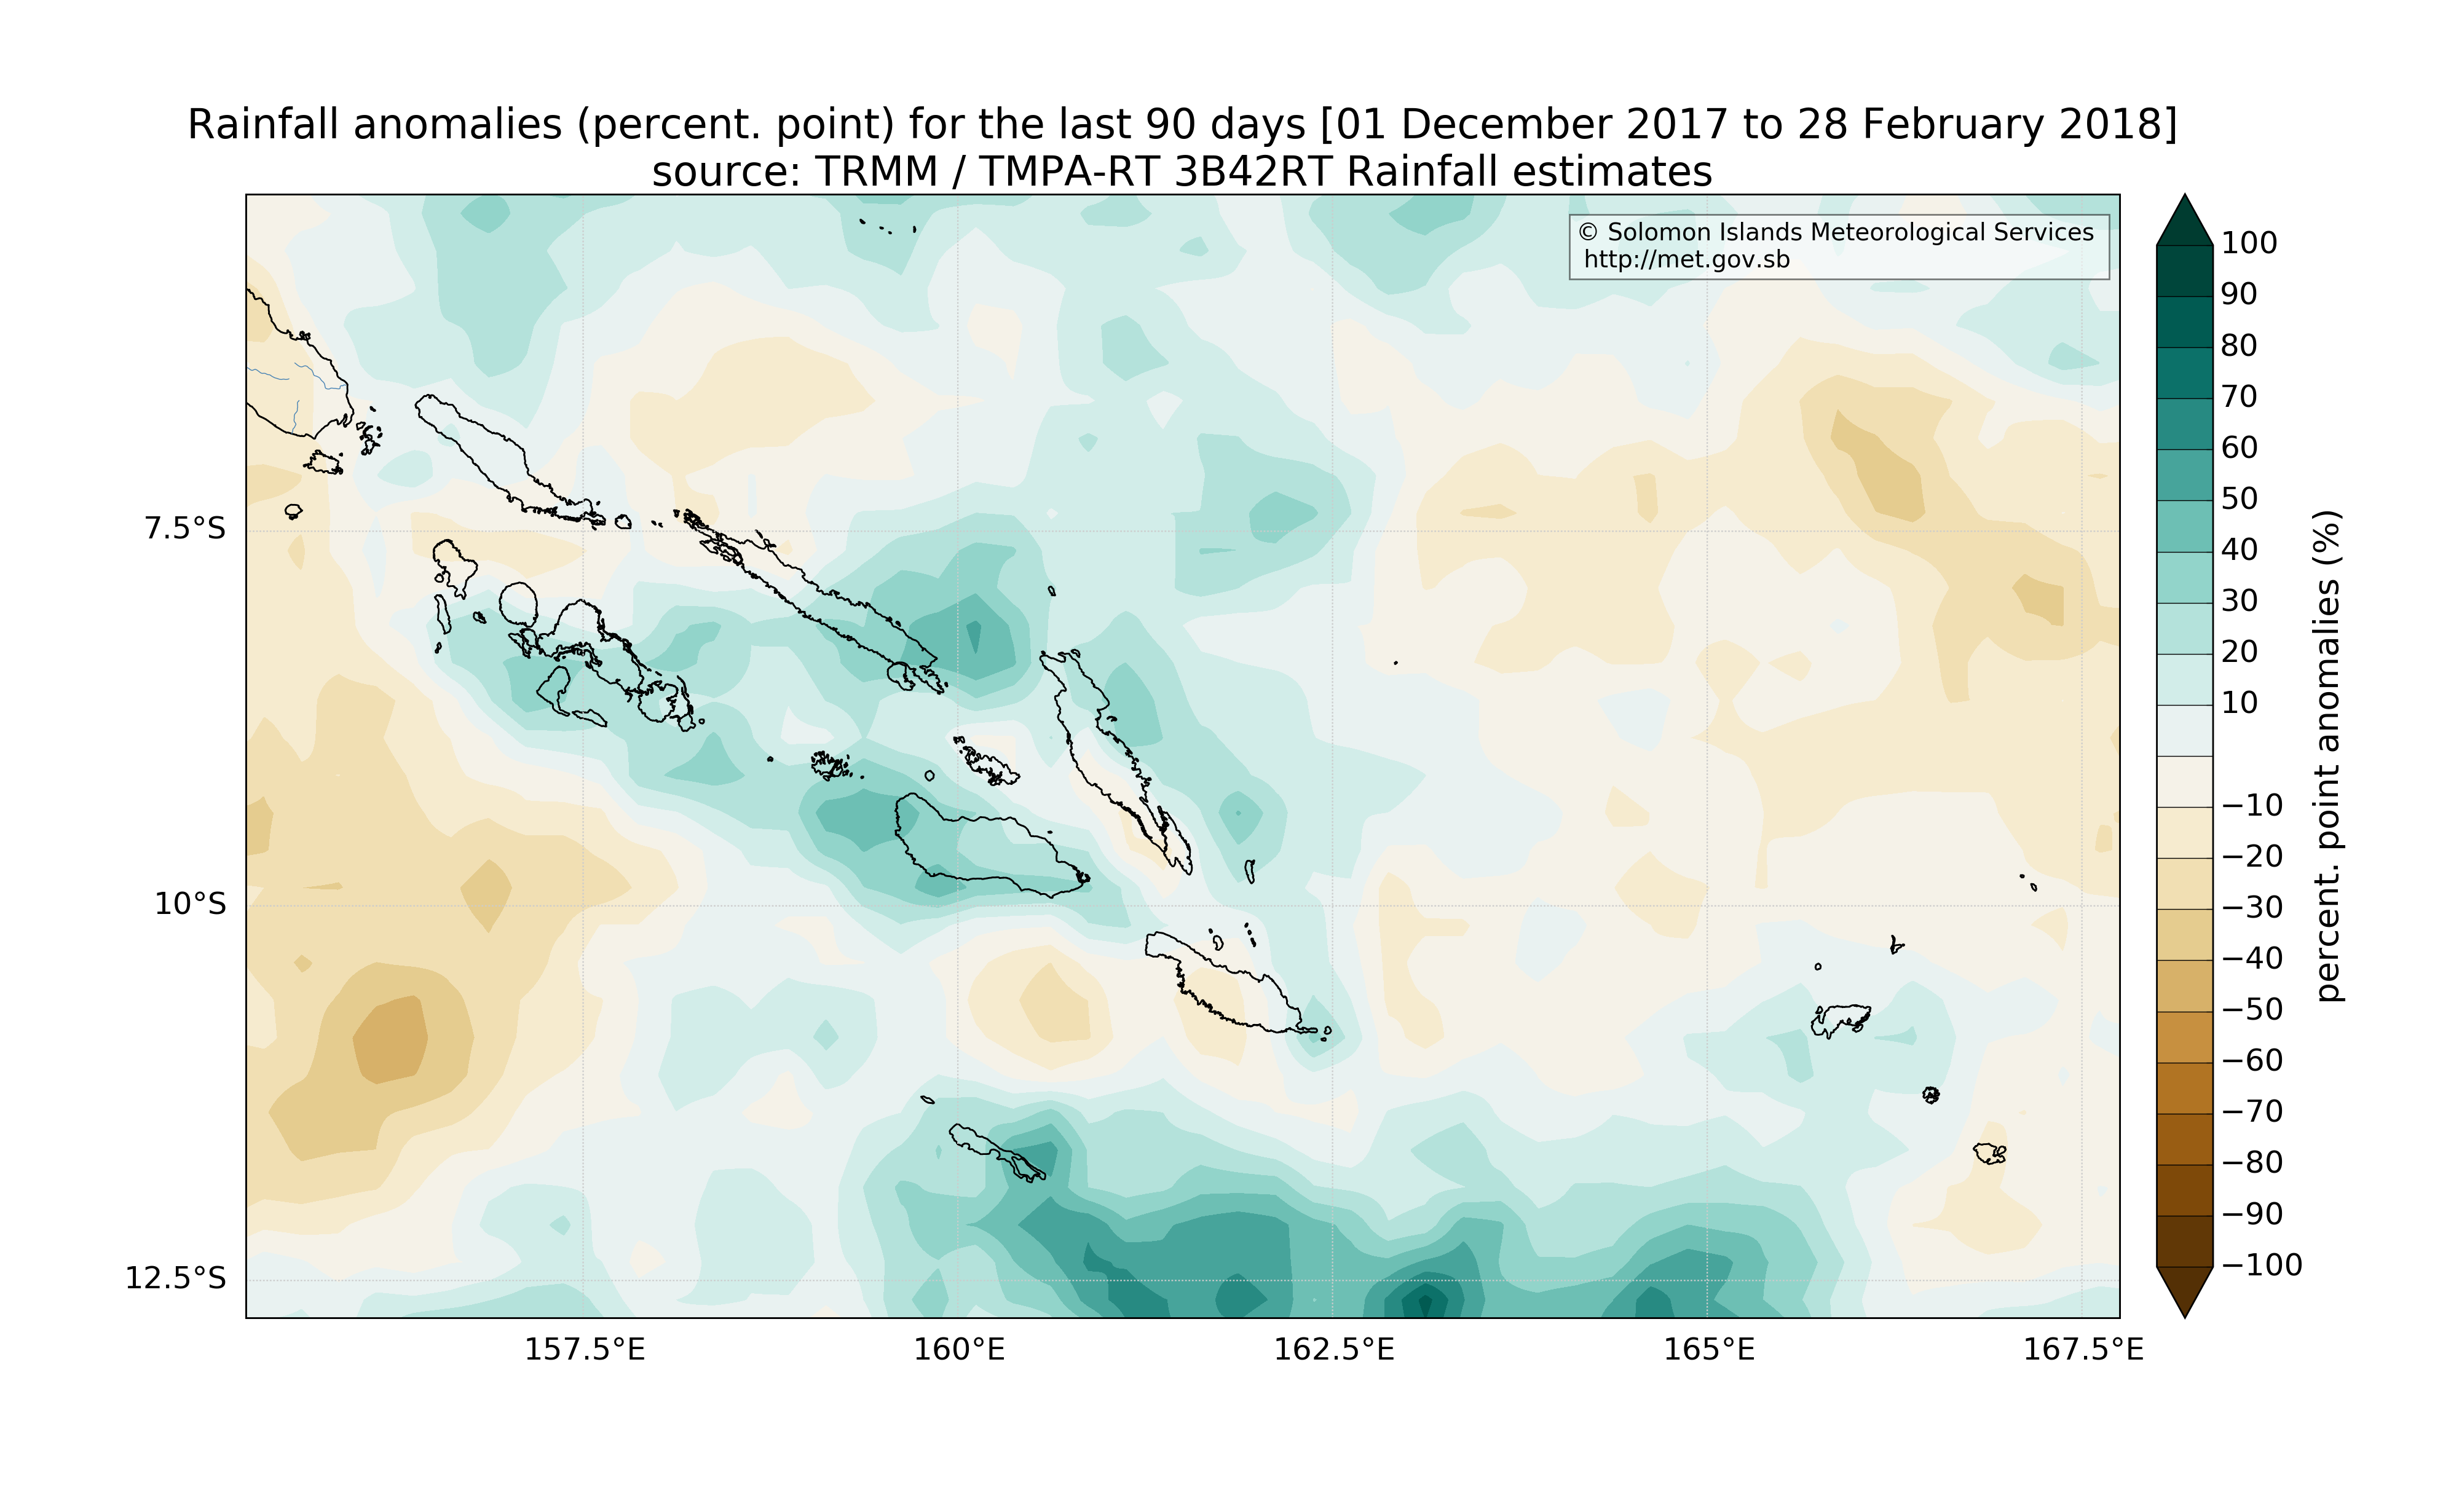 Rainfall anomalies (percent. point) for the last 90 days [01 December 2017 to 28 February 2018]
source: TRMM / TMPA-RT 3B42RT Rainfall estimates
© Solomon Islands Meteorological Services
http://met.gov.sb
7.5°S
10°S
12.5°S
157.5°E
160°E
162.5°E
165°E
167.5°E
100
90
80
70
60
50
40
30
20
10
−10
−20
−30
−40
−50
−60
−70
−80
−90
−100
percent. point anomalies (%)